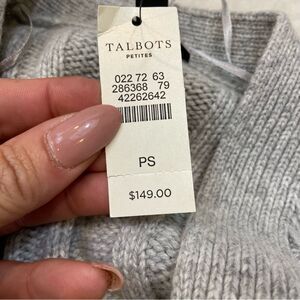 TALBOTS
PETITES
022 72 63
286368 79
42262642
PS
$149.00